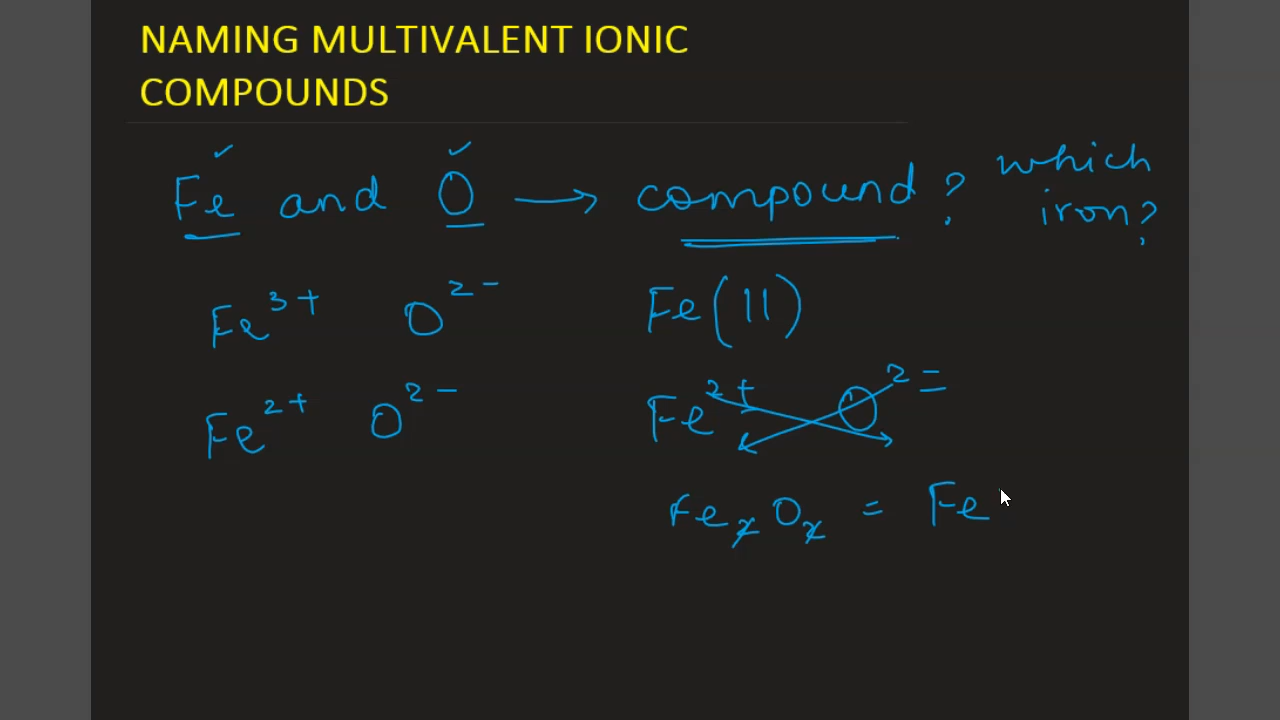 NAMING MULTIVALENT IONIC
COMPOUNDS
Fe and O → compound? which
iron?
Fe³⁺ O²⁻ Fe(II)
Fe²⁺ O²⁻ Fe²⁺ O²⁻
Fe₂O₂ = Fe